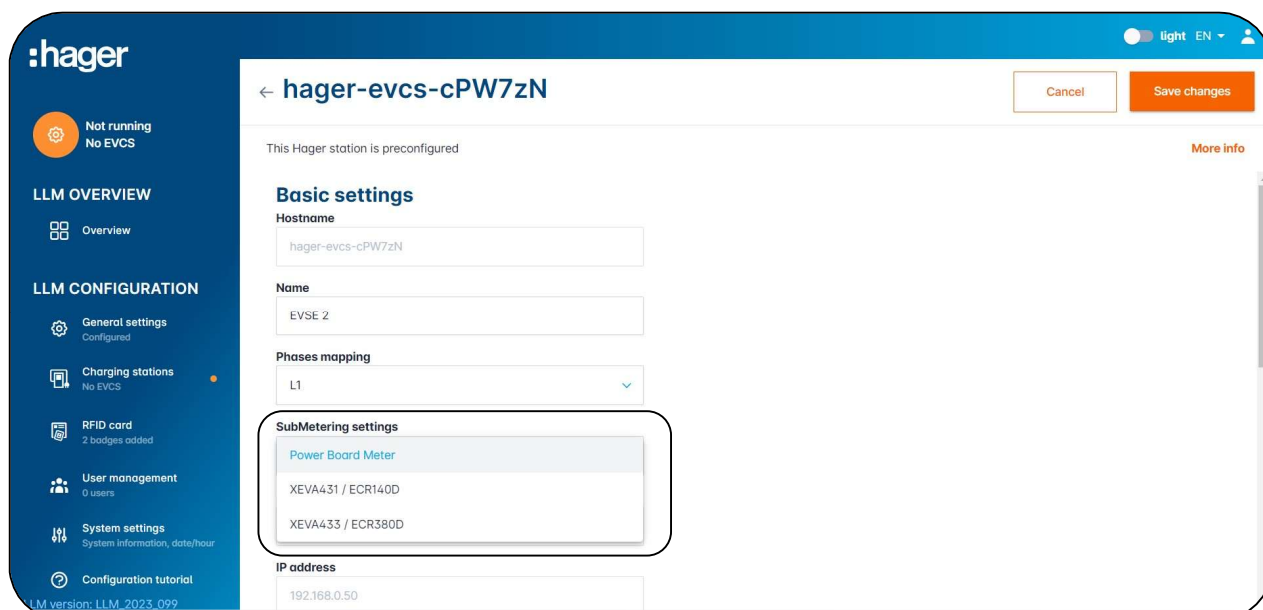 :hager
light EN
← hager-evcs-cPW7zN
Cancel
Save changes
Not running
No EVCS
This Hager station is preconfigured
More info
LLM OVERVIEW
Overview
LLM CONFIGURATION
General settings
Configured
Charging stations
No EVCS
RFID card
2 badges added
User management
0 users
System settings
System information, date/hour
Configuration tutorial
LM version: LLM_2023_099
Basic settings
Hostname
hager-evcs-cPW7zN
Name
EVSE 2
Phases mapping
L1
SubMetering settings
Power Board Meter
XEVA431 / ECR140D
XEVA433 / ECR380D
IP address
192.168.0.50